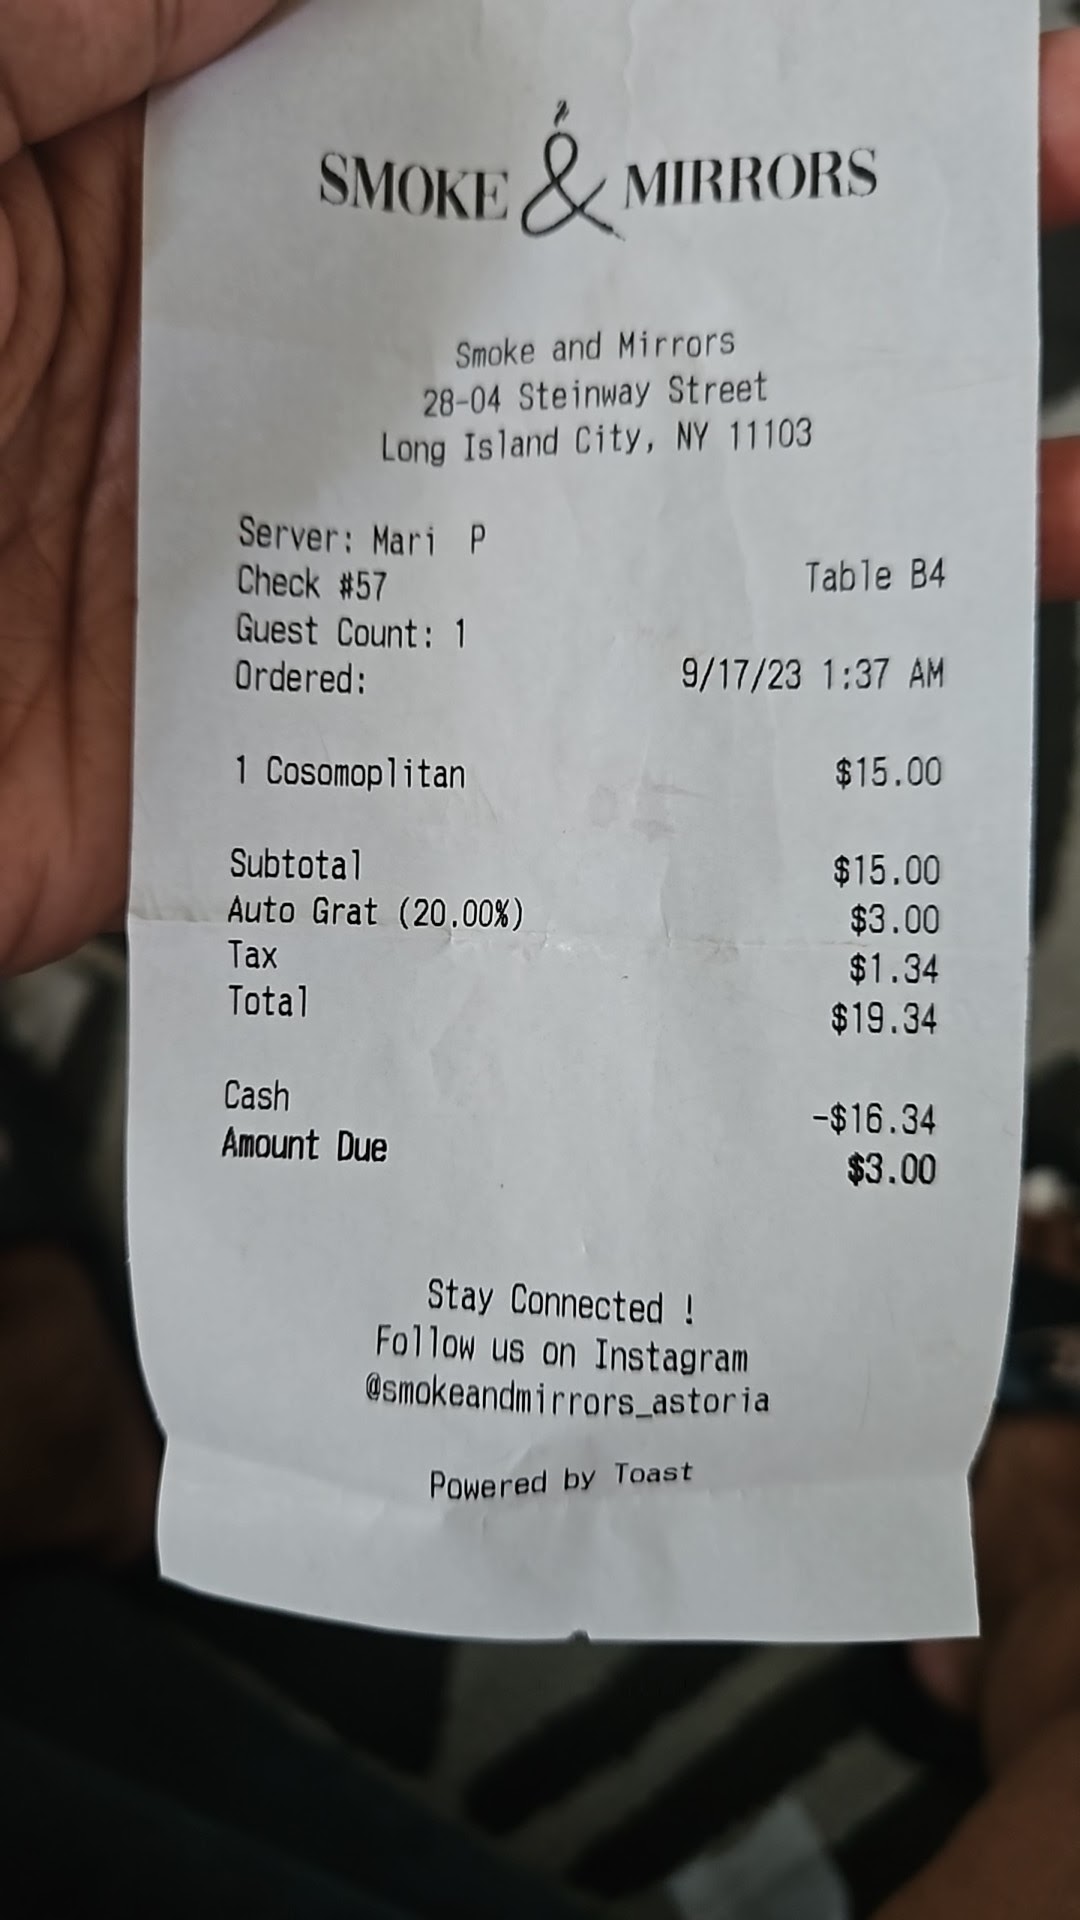 SMOKE & MIRRORS
Smoke and Mirrors
28-04 Steinway Street
Long Island City, NY 11103
Server: Mari P
Check #57 Table B4
Guest Count: 1
Ordered: 9/17/23 1:37 AM
1 Cosomoplitan $15.00
Subtotal $15.00
Auto Grat (20.00%) $3.00
Tax $1.34
Total $19.34
Cash -$16.34
Amount Due $3.00
Stay Connected !
Follow us on Instagram
@smokeandmirrors_astoria
Powered by Toast